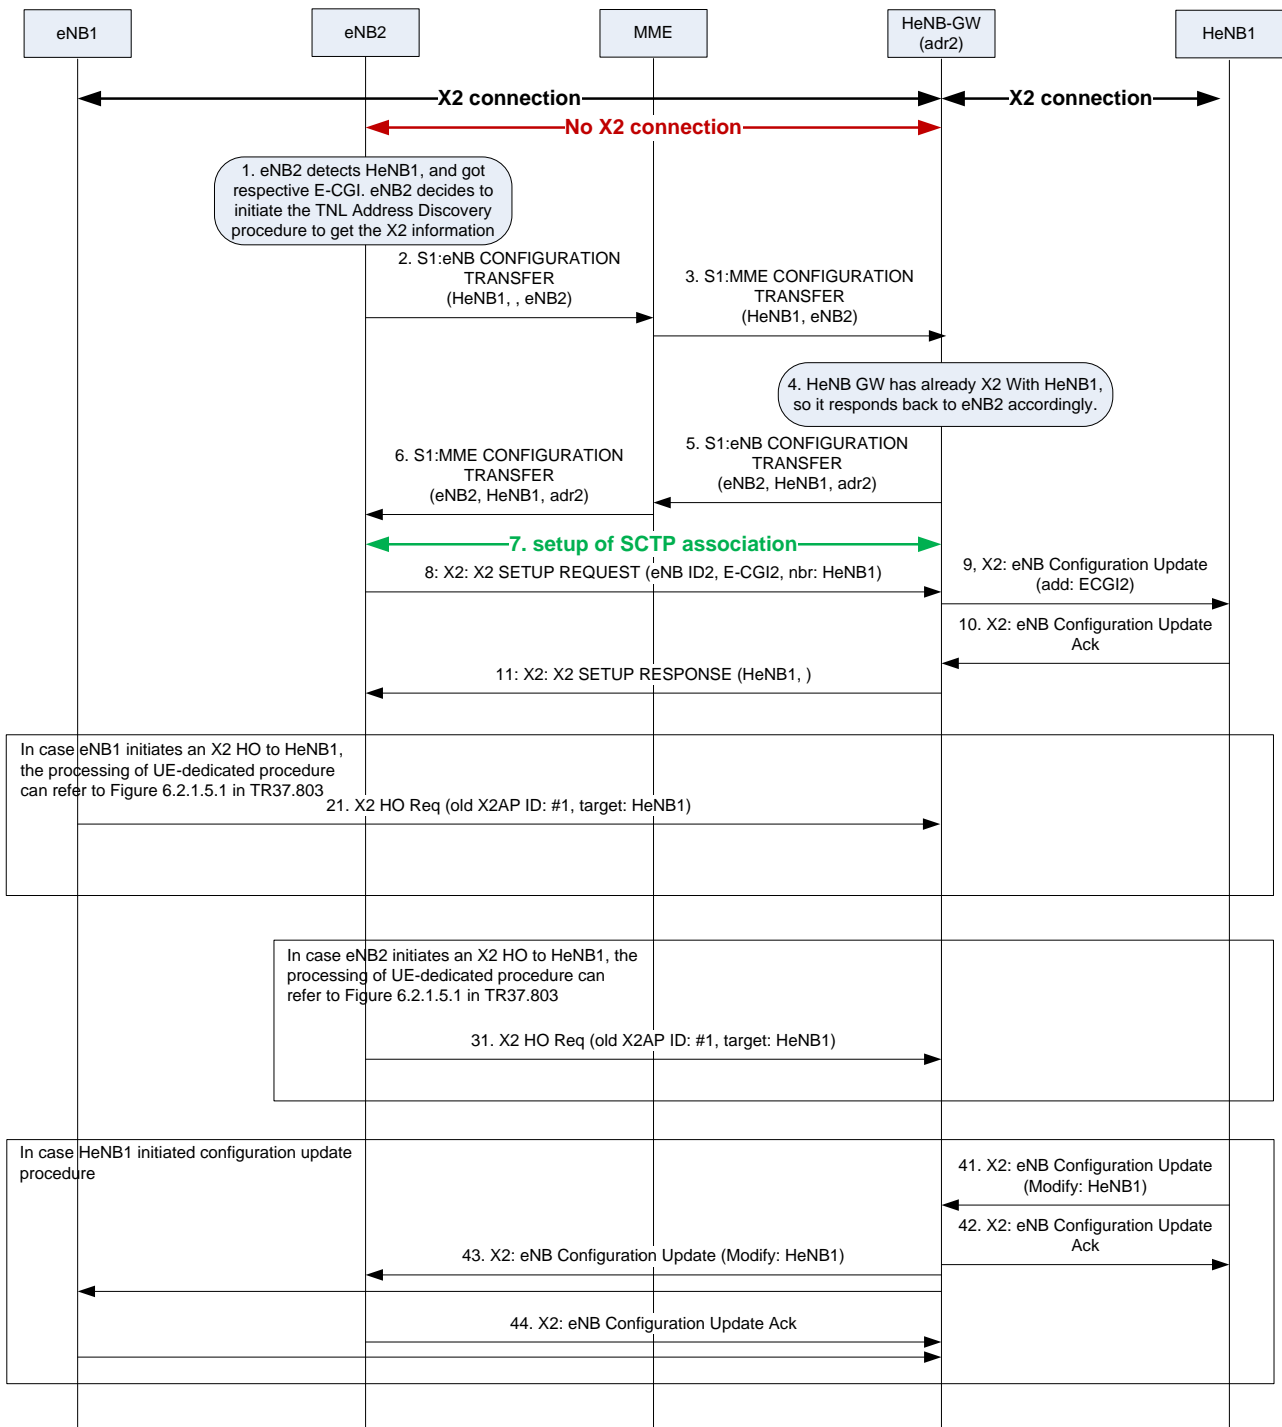 eNB1
eNB2
MME
HeNB-GW
(adr2)
HeNB1
X2 connection
X2 connection
No X2 connection
1. eNB2 detects HeNB1, and got
respective E-CGI. eNB2 decides to
initiate the TNL Address Discovery
procedure to get the X2 information
2. S1:eNB CONFIGURATION
TRANSFER
(HeNB1, , eNB2)
3. S1:MME CONFIGURATION
TRANSFER
(HeNB1, eNB2)
4. HeNB GW has already X2 With HeNB1,
so it responds back to eNB2 accordingly.
5. S1:eNB CONFIGURATION
TRANSFER
(eNB2, HeNB1, adr2)
6. S1:MME CONFIGURATION
TRANSFER
(eNB2, HeNB1, adr2)
7. setup of SCTP association
8: X2: X2 SETUP REQUEST (eNB ID2, E-CGI2, nbr: HeNB1)
9, X2: eNB Configuration Update
(add: ECGI2)
10. X2: eNB Configuration Update
Ack
11: X2: X2 SETUP RESPONSE (HeNB1, )
In case eNB1 initiates an X2 HO to HeNB1,
the processing of UE-dedicated procedure
can refer to Figure 6.2.1.5.1 in TR37.803
21. X2 HO Req (old X2AP ID: #1, target: HeNB1)
In case eNB2 initiates an X2 HO to HeNB1, the
processing of UE-dedicated procedure can
refer to Figure 6.2.1.5.1 in TR37.803
31. X2 HO Req (old X2AP ID: #1, target: HeNB1)
In case HeNB1 initiated configuration update
procedure
41. X2: eNB Configuration Update
(Modify: HeNB1)
42. X2: eNB Configuration Update
Ack
43. X2: eNB Configuration Update (Modify: HeNB1)
44. X2: eNB Configuration Update Ack